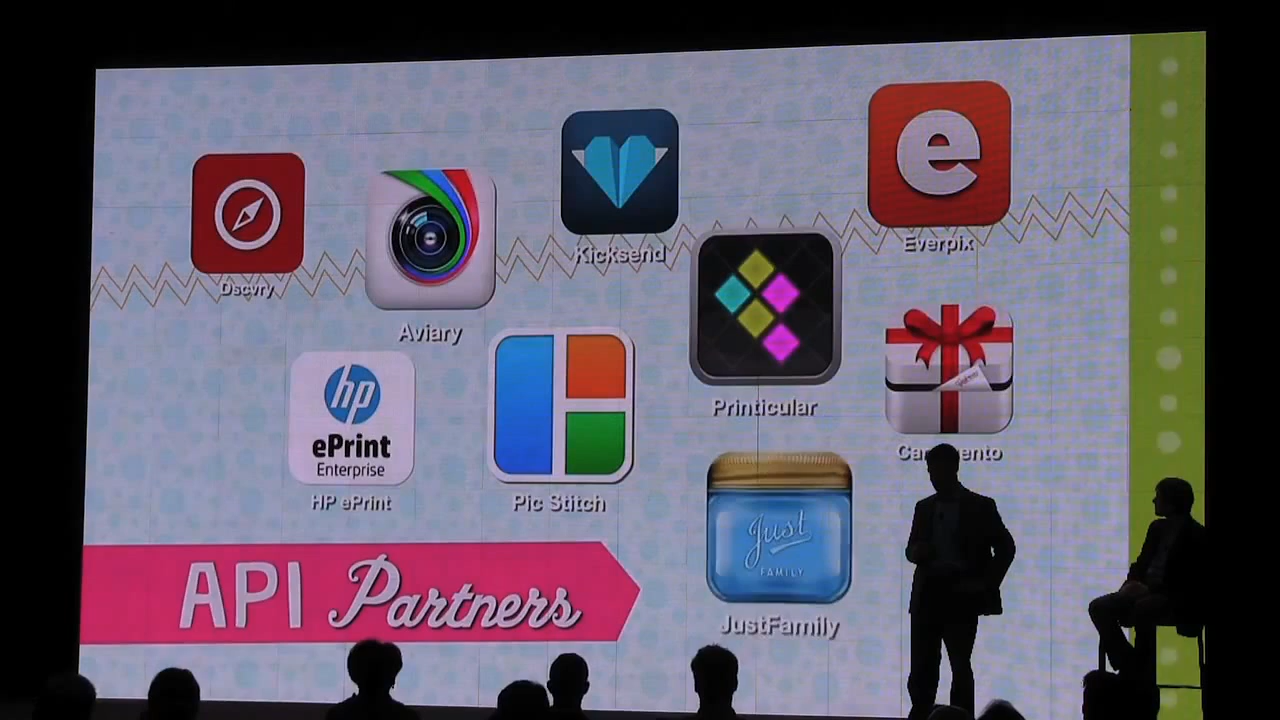 Dscvry
Aviary
Kicksend
e
Everpix
hp
ePrint
Enterprise
HP ePrint
Pic Stitch
Printicular
Just
FAMILY
JustFamily
API Partners